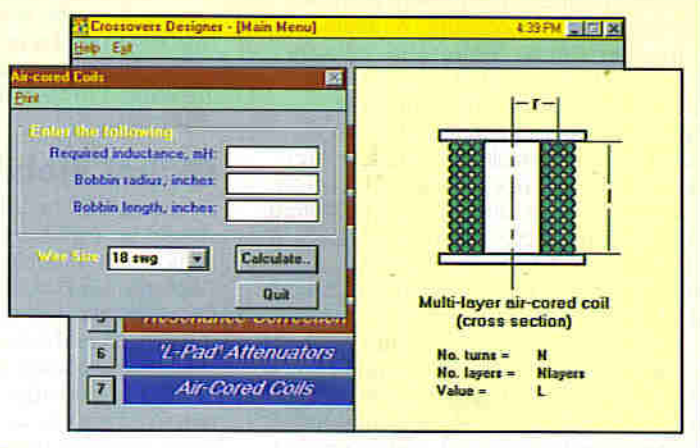 Crossovers Designer - [Main Menu]
4:39 PM
Help Exit
Air-cored Coils
Print
Enter the following
Required inductance, mH:
Bobbin radius, inches:
Bobbin length, inches:
Wire Size
18 swg
Calculate..
Quit
5
Resonance Correction
6
'L-Pad' Attenuators
7
Air-Cored Coils
r
l
Multi-layer air-cored coil
(cross section)
No. turns = N
No. layers = Nlayers
Value = L